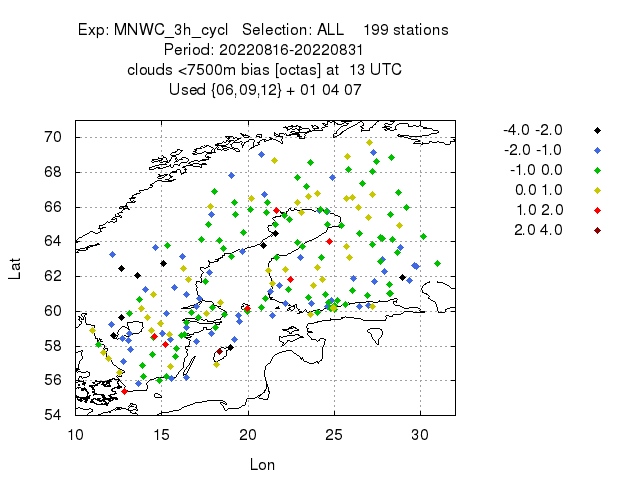 Exp: MNWC_3h_cycl Selection: ALL 199 stations
Period: 20220816-20220831
clouds <7500m bias [octas] at 13 UTC
Used {06,09,12} + 01 04 07
-4.0 -2.0
-2.0 -1.0
-1.0 0.0
0.0 1.0
1.0 2.0
2.0 4.0
70
68
66
64
62
60
58
56
54
Lat
10 15 20 25 30
Lon